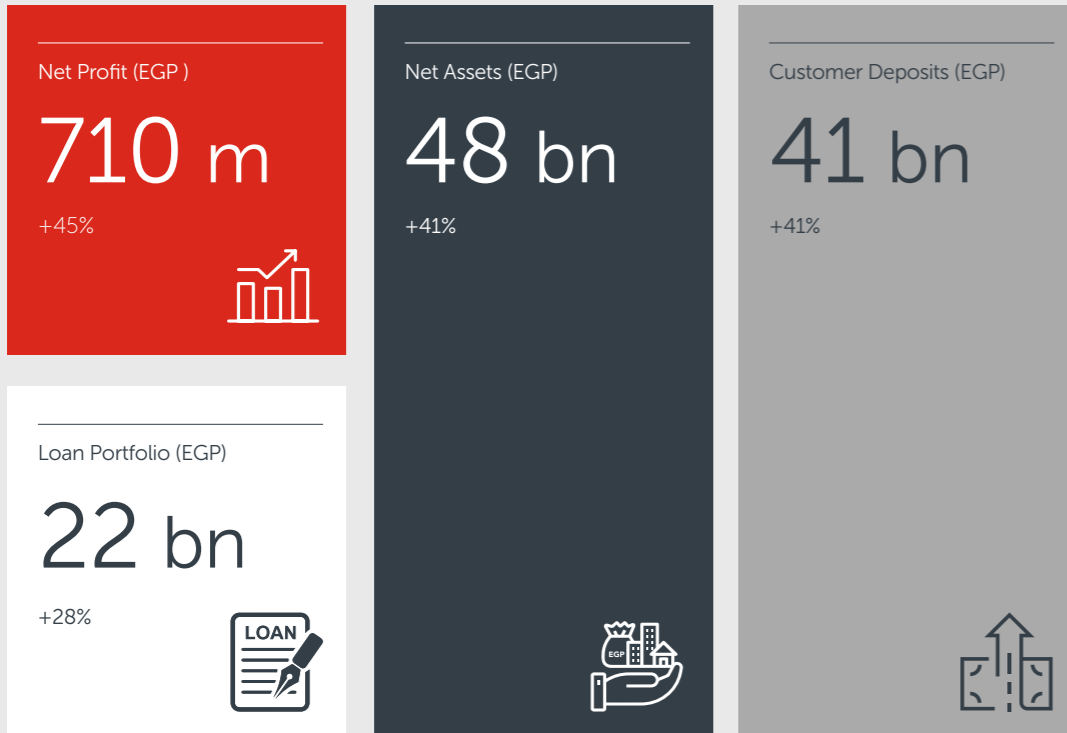 Net Profit (EGP )
710 m
+45%
Loan Portfolio (EGP)
22 bn
+28%
LOAN
Net Assets (EGP)
48 bn
+41%
EGP
Customer Deposits (EGP)
41 bn
+41%